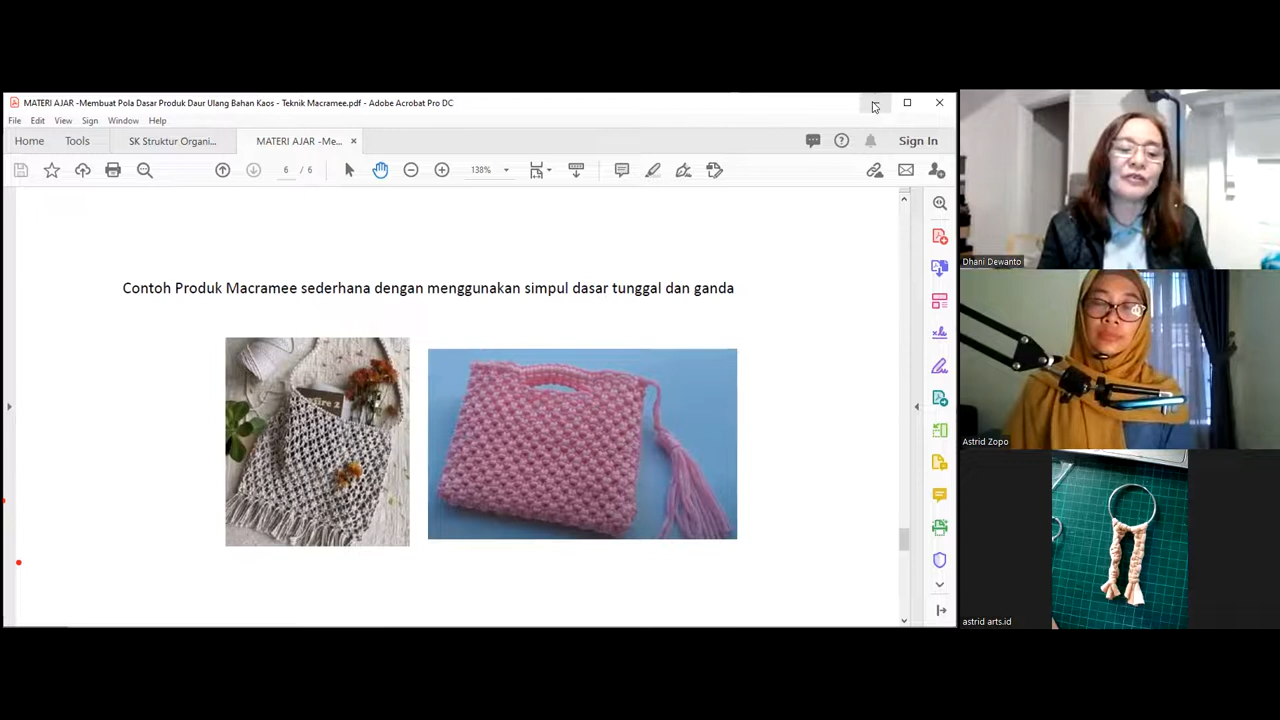 MATERI AJAR -Membuat Pola Dasar Produk Daur Ulang Bahan Kaos - Teknik Macramee.pdf - Adobe Acrobat Pro DC
File Edit View Sign Window Help
Home Tools SK Struktur Organi... MATERI AJAR -Me... Sign In
6 / 6 138%
Contoh Produk Macramee sederhana dengan menggunakan simpul dasar tunggal dan ganda
Dhani Dewanto
Astrid Zopo
astrid arts.id